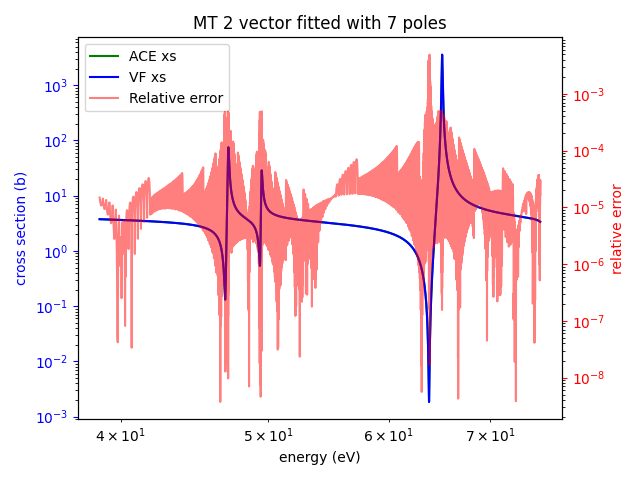 MT 2 vector fitted with 7 poles
ACE xs
VF xs
Relative error
cross section (b)
10³
10²
10¹
10⁰
10⁻¹
10⁻²
10⁻³
10⁻³
10⁻⁴
10⁻⁵
10⁻⁶
10⁻⁷
10⁻⁸
relative error
4 × 10¹
5 × 10¹
6 × 10¹
7 × 10¹
energy (eV)